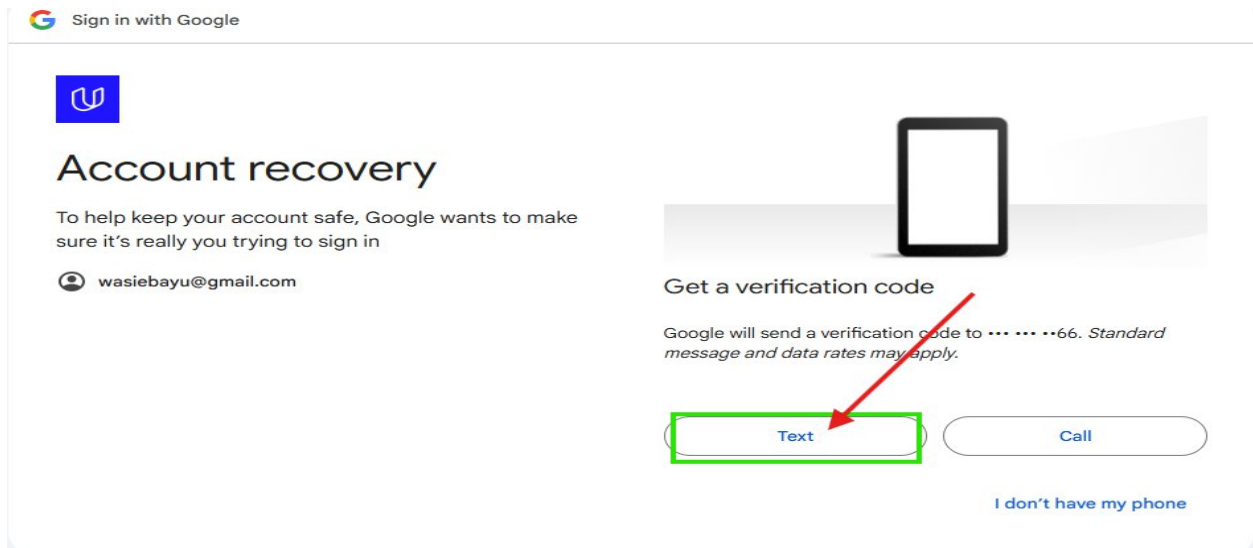 Sign in with Google
Account recovery
To help keep your account safe, Google wants to make
sure it's really you trying to sign in
wasiebayu@gmail.com
Get a verification code
Google will send a verification code to ••• ••• ••66. Standard
message and data rates may apply.
Text
Call
I don't have my phone